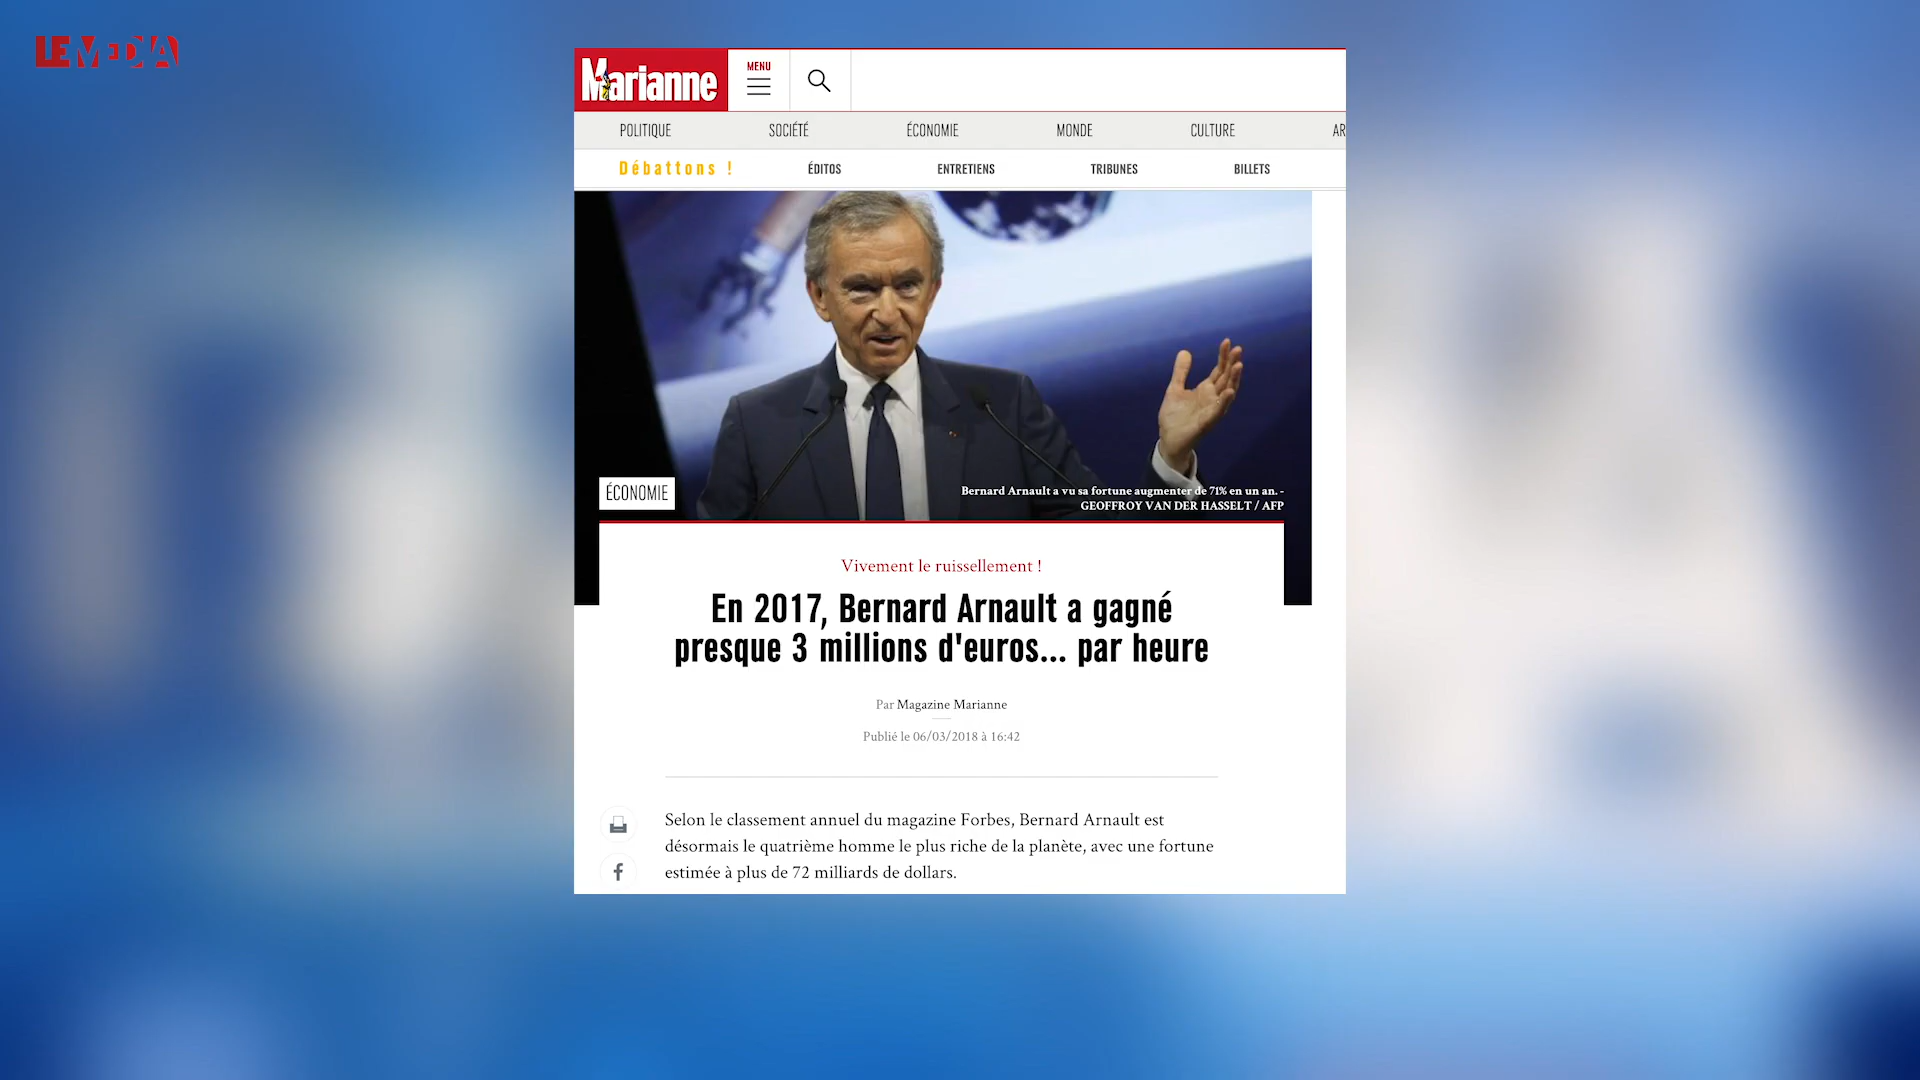 LE MEDIA
Marianne
MENU
POLITIQUE SOCIÉTÉ ÉCONOMIE MONDE CULTURE AR
Débattons ! ÉDITOS ENTRETIENS TRIBUNES BILLETS
ÉCONOMIE
Bernard Arnault a vu sa fortune augmenter de 71% en un an. -
GEOFFROY VAN DER HASSELT / AFP
Vivement le ruissellement !
En 2017, Bernard Arnault a gagné
presque 3 millions d'euros... par heure
Par Magazine Marianne
Publié le 06/03/2018 à 16:42
Selon le classement annuel du magazine Forbes, Bernard Arnault est
désormais le quatrième homme le plus riche de la planète, avec une fortune
estimée à plus de 72 milliards de dollars.